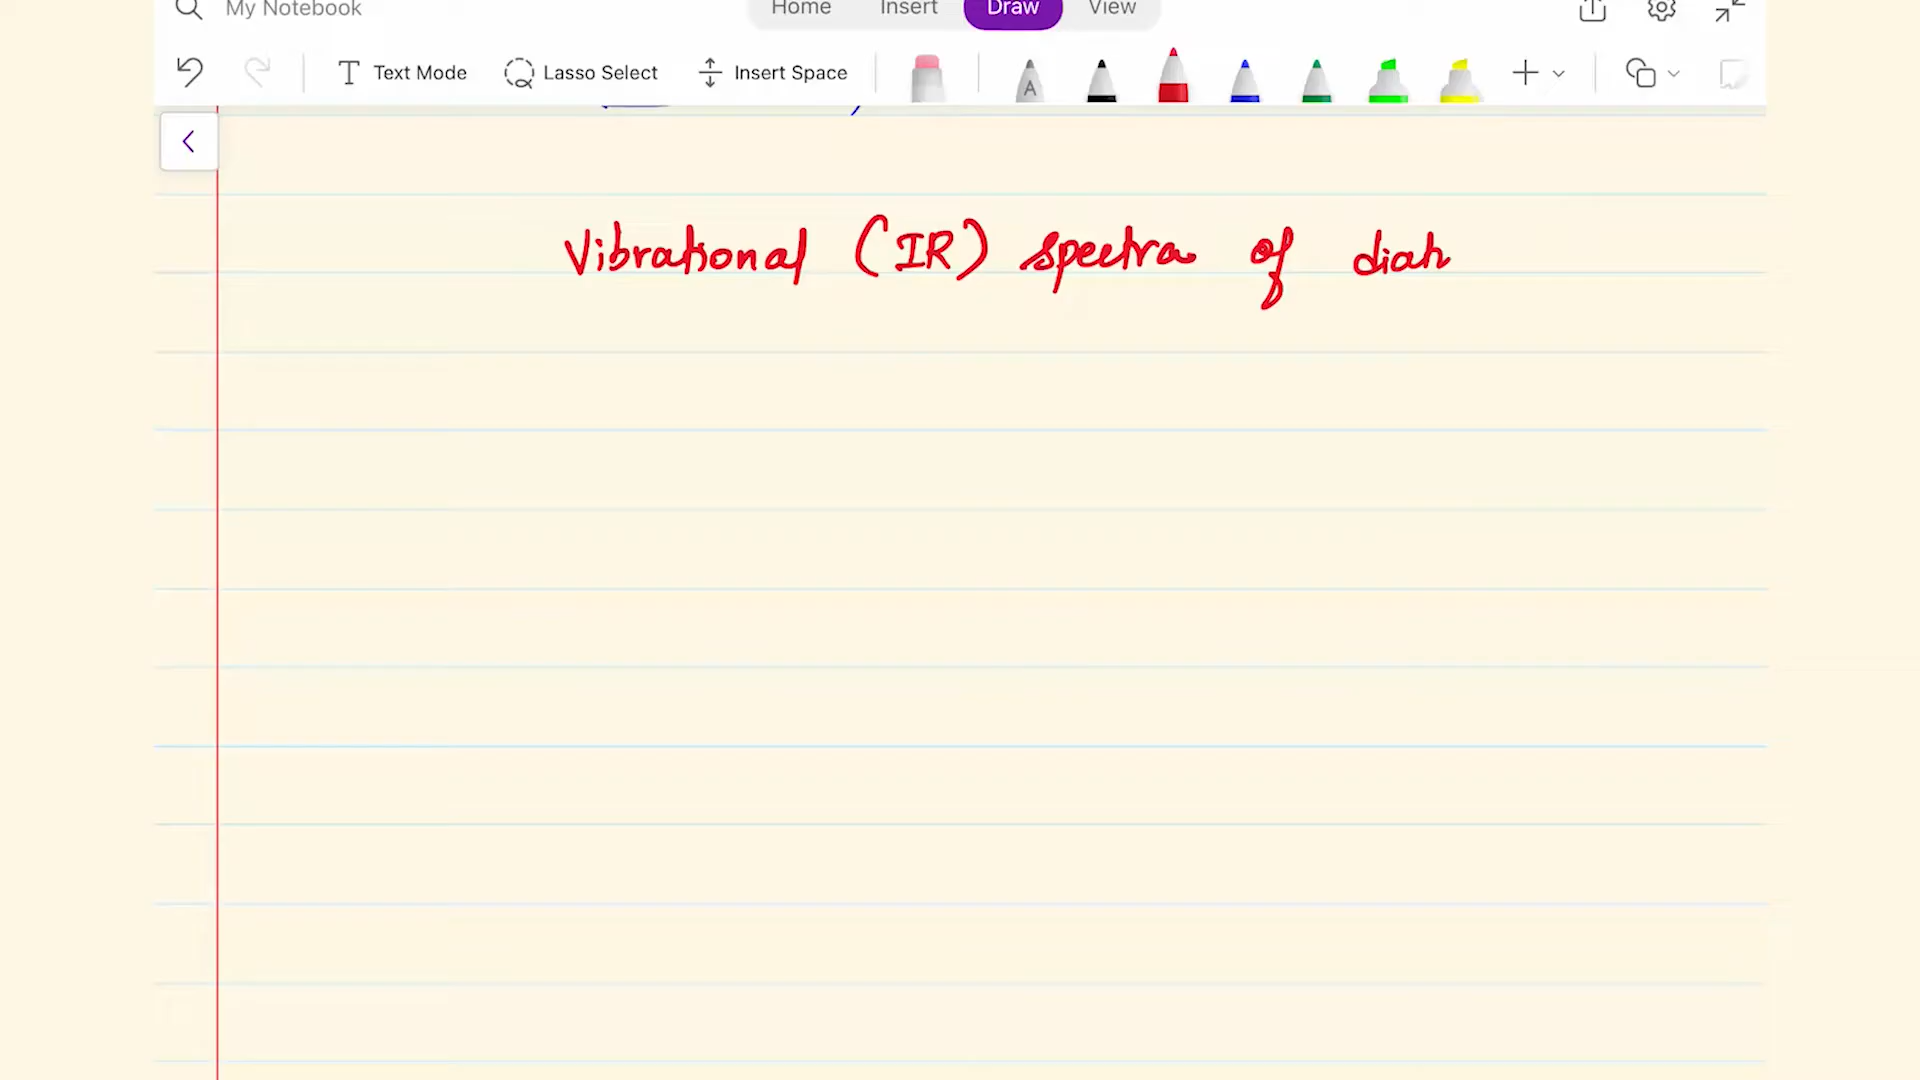 My Notebook
Home Insert Draw View
Text Mode Lasso Select Insert Space A
Vibrational (IR) spectra of diat